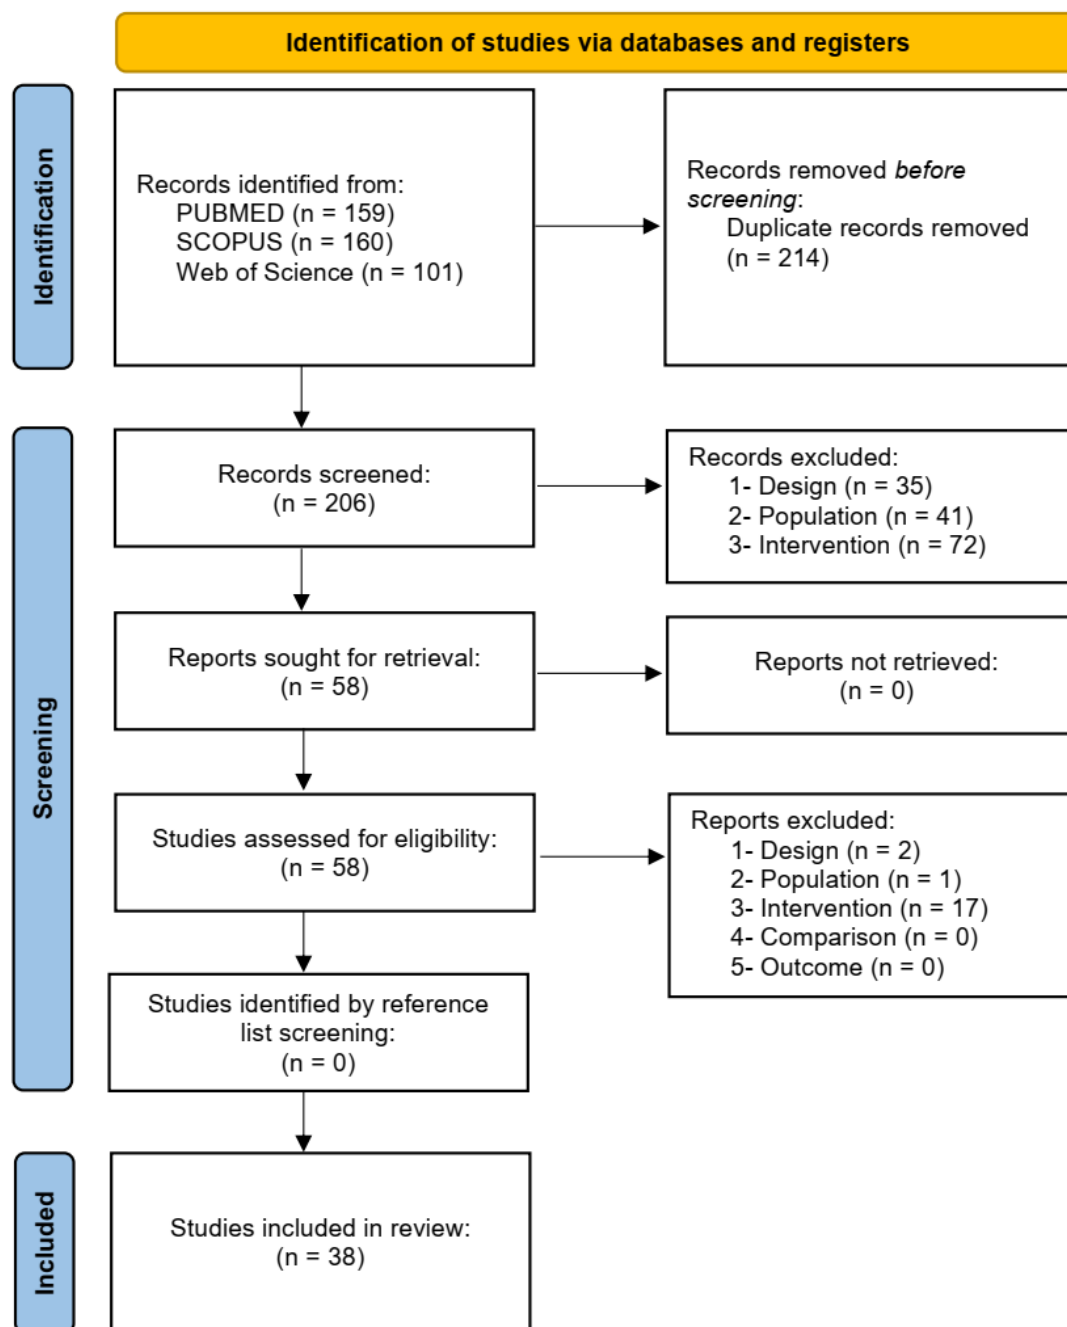 Identification of studies via databases and registers
Identification
Records identified from:
PUBMED (n = 159)
SCOPUS (n = 160)
Web of Science (n = 101)
Records removed before
screening:
Duplicate records removed
(n = 214)
Screening
Records screened:
(n = 206)
Records excluded:
1- Design (n = 35)
2- Population (n = 41)
3- Intervention (n = 72)
Reports sought for retrieval:
(n = 58)
Reports not retrieved:
(n = 0)
Studies assessed for eligibility:
(n = 58)
Reports excluded:
1- Design (n = 2)
2- Population (n = 1)
3- Intervention (n = 17)
4- Comparison (n = 0)
5- Outcome (n = 0)
Studies identified by reference
list screening:
(n = 0)
Included
Studies included in review:
(n = 38)